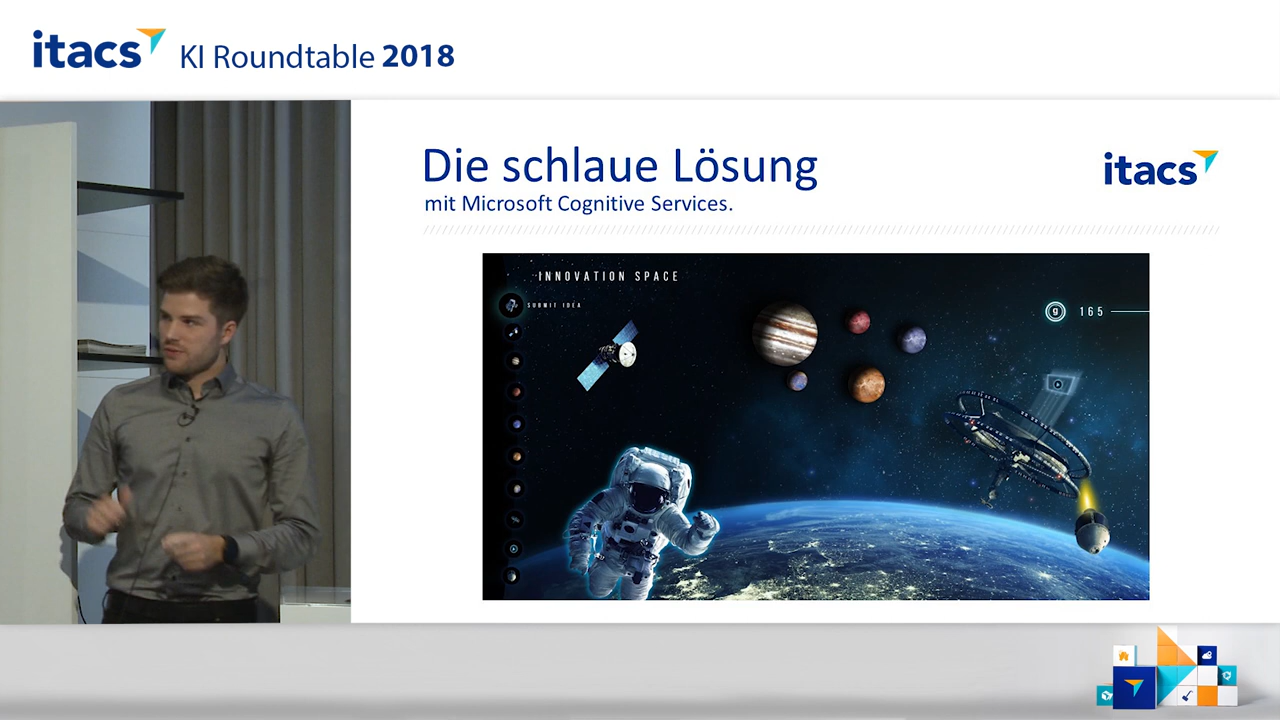 itacs KI Roundtable 2018
Die schlaue Lösung
itacs
mit Microsoft Cognitive Services.
INNOVATION SPACE
SUBMIT IDEA
g 165